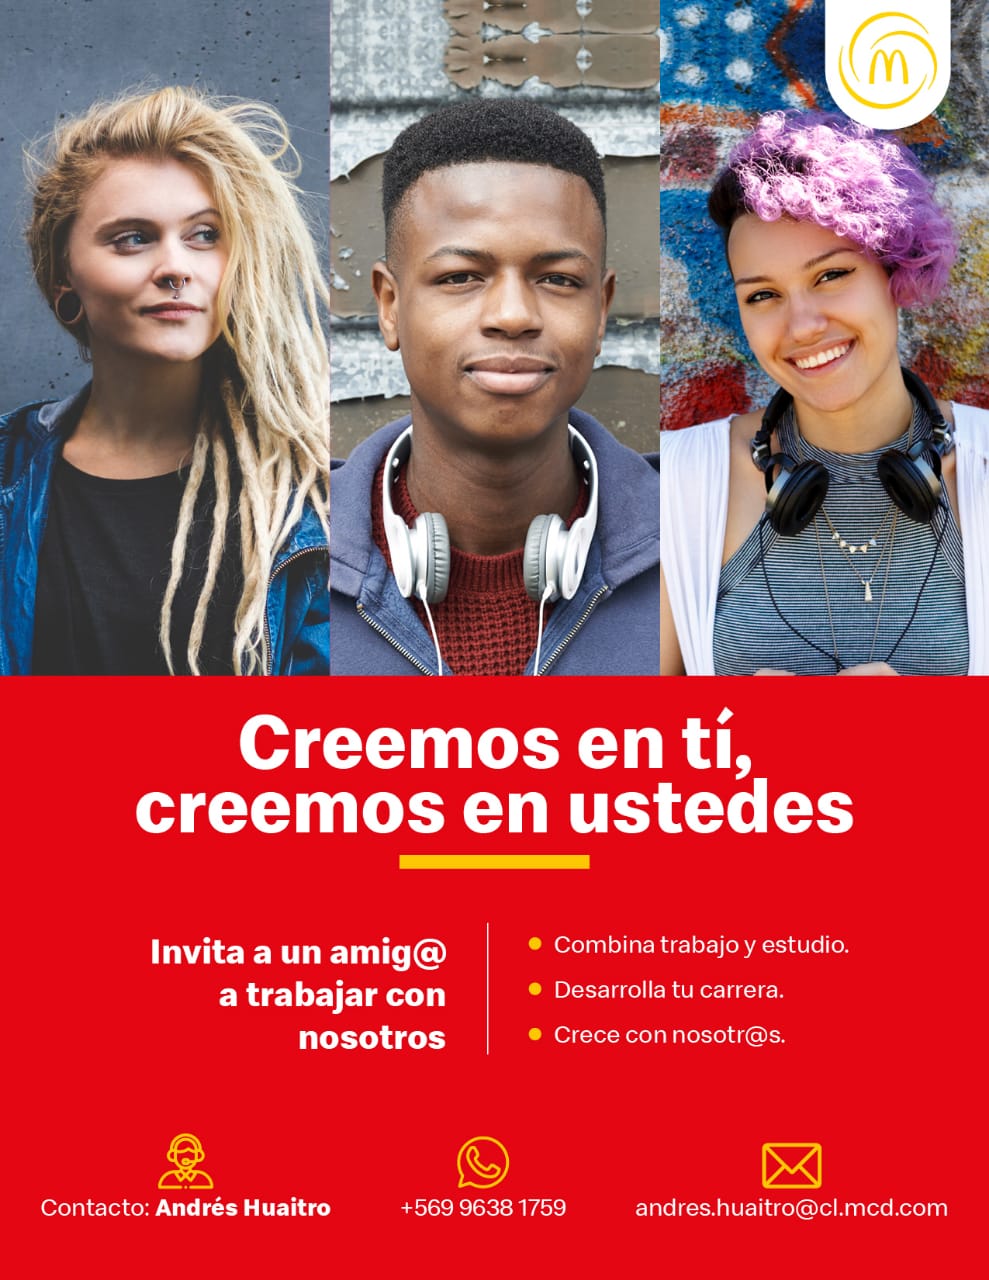 Creemos en tí,
creemos en ustedes
Invita a un amig@
a trabajar con
nosotros
Combina trabajo y estudio.
Desarrolla tu carrera.
Crece con nosotr@s.
Contacto: Andrés Huaitro
+569 9638 1759
andres.huaitro@cl.mcd.com